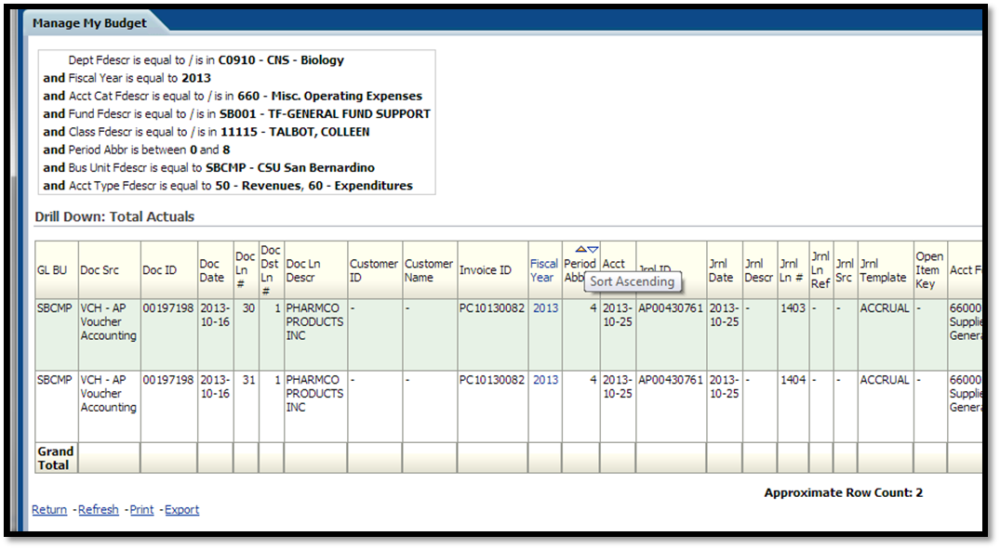 Manage My Budget
Dept Fdescr is equal to / is in C0910 - CNS - Biology
and Fiscal Year is equal to 2013
and Acct Cat Fdescr is equal to / is in 660 - Misc. Operating Expenses
and Fund Fdescr is equal to / is in SB001 - TF-GENERAL FUND SUPPORT
and Class Fdescr is equal to / is in 11115 - TALBOT, COLLEEN
and Period Abbr is between 0 and 8
and Bus Unit Fdescr is equal to SBCMP - CSU San Bernardino
and Acct Type Fdescr is equal to 50 - Revenues, 60 - Expenditures
Drill Down: Total Actuals
GL BU
Doc Src
Doc ID
Doc
Date
Doc
Ln
#
Doc
Dst
Ln
#
Doc Ln
Descr
Customer
ID
Customer
Name
Invoice ID
Fiscal
Year
Period
Abb
Acct
Jrnl ID
Jrnl
Date
Jrnl
Descr
Jrnl
Ln #
Jrnl
Ln
Ref
Jrnl
Src
Jrnl
Template
Open
Item
Key
Acct F
Sort Ascending
SBCMP
VCH - AP
Voucher
Accounting
00197198
2013-
10-16
30
1
PHARMCO
PRODUCTS
INC
-
-
PC10130082
2013
4
2013-
10-25
AP00430761
2013-
10-25
-
1403
-
-
ACCRUAL
-
66000
Supplie
Genera
SBCMP
VCH - AP
Voucher
Accounting
00197198
2013-
10-16
31
1
PHARMCO
PRODUCTS
INC
-
-
PC10130082
2013
4
2013-
10-25
AP00430761
2013-
10-25
-
1404
-
-
ACCRUAL
-
66000
Supplie
Genera
Grand
Total
Approximate Row Count: 2
Return - Refresh - Print - Export